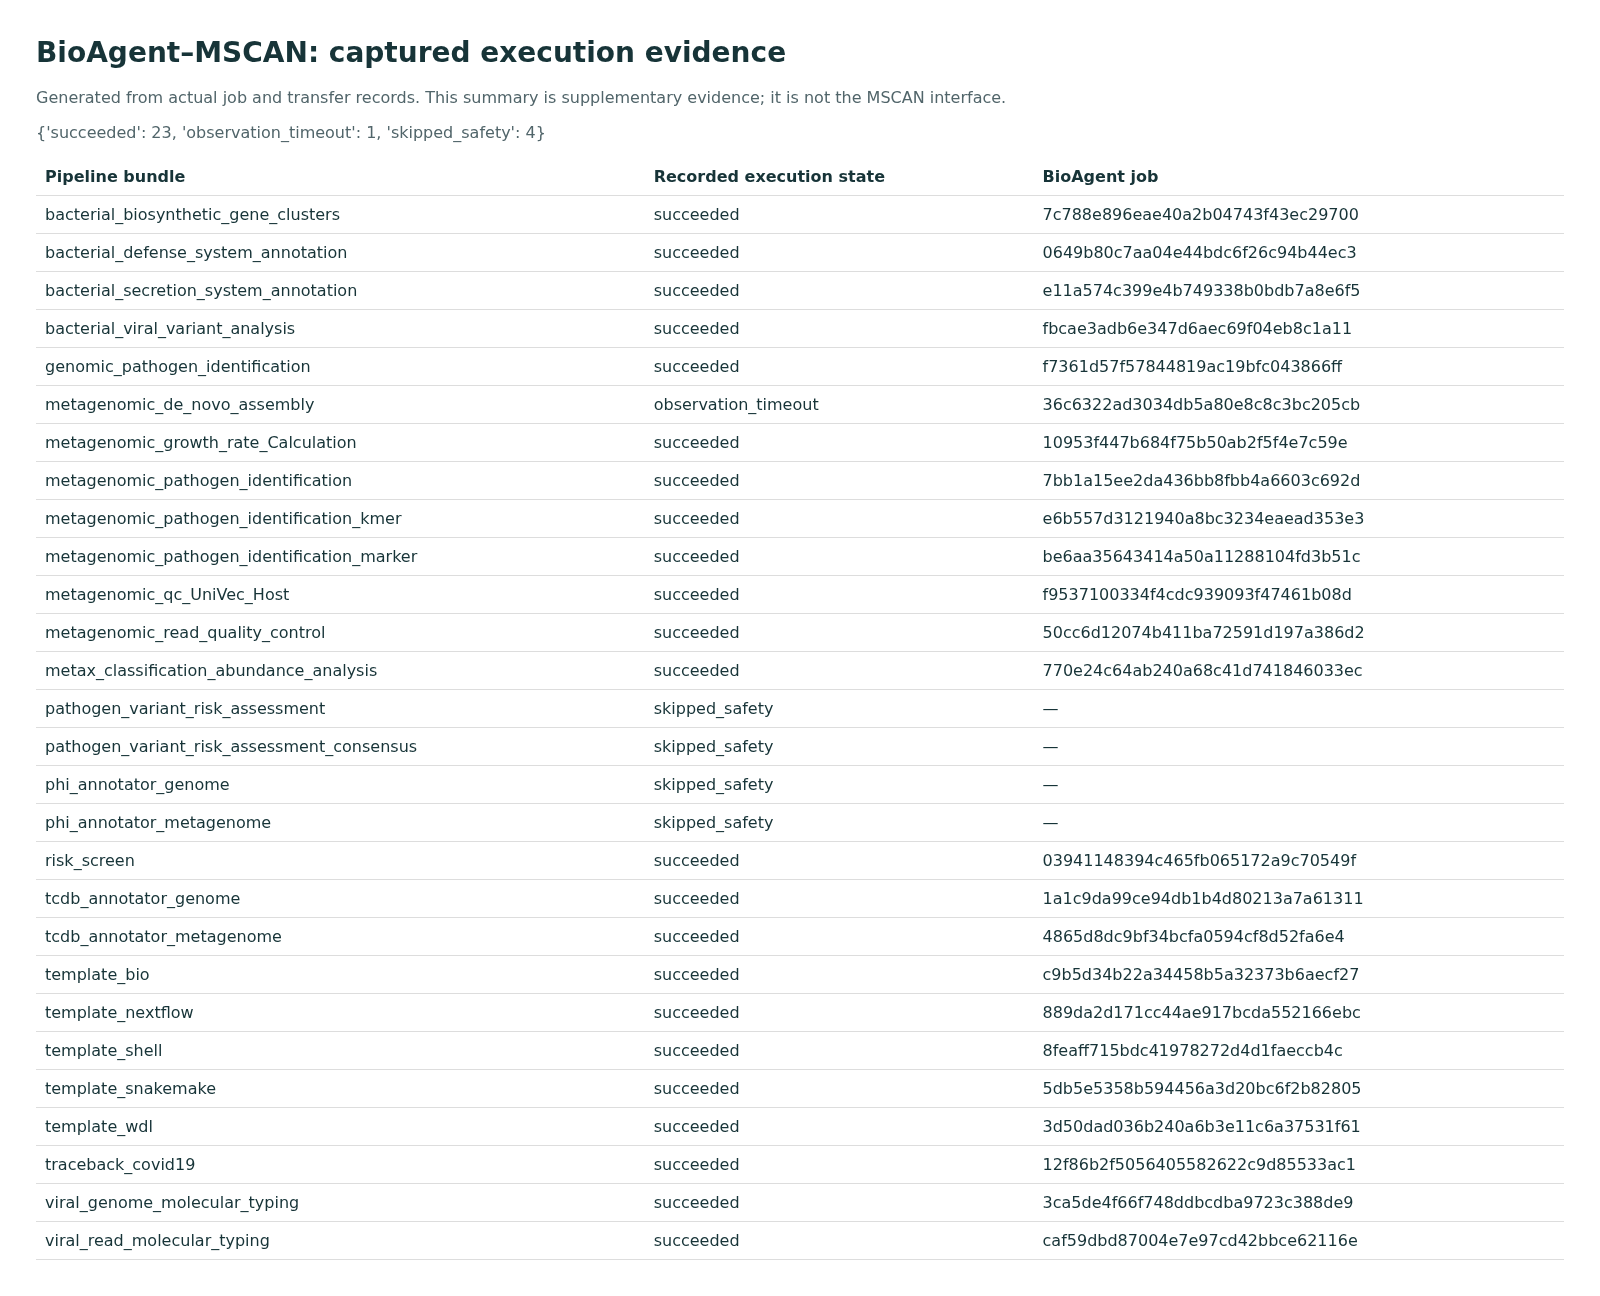 BioAgent–MSCAN: captured execution evidence
Generated from actual job and transfer records. This summary is supplementary evidence; it is not the MSCAN interface.
{'succeeded': 23, 'observation_timeout': 1, 'skipped_safety': 4}
Pipeline bundle Recorded execution state BioAgent job
bacterial_biosynthetic_gene_clusters succeeded 7c788e896eae40a2b04743f43ec29700
bacterial_defense_system_annotation succeeded 0649b80c7aa04e44bdc6f26c94b44ec3
bacterial_secretion_system_annotation succeeded e11a574c399e4b749338b0bdb7a8e6f5
bacterial_viral_variant_analysis succeeded fbcae3adb6e347d6aec69f04eb8c1a11
genomic_pathogen_identification succeeded f7361d57f57844819ac19bfc043866ff
metagenomic_de_novo_assembly observation_timeout 36c6322ad3034db5a80e8c8c3bc205cb
metagenomic_growth_rate_Calculation succeeded 10953f447b684f75b50ab2f5f4e7c59e
metagenomic_pathogen_identification succeeded 7bb1a15ee2da436bb8fbb4a6603c692d
metagenomic_pathogen_identification_kmer succeeded e6b557d3121940a8bc3234eaead353e3
metagenomic_pathogen_identification_marker succeeded be6aa35643414a50a11288104fd3b51c
metagenomic_qc_UniVec_Host succeeded f9537100334f4cdc939093f47461b08d
metagenomic_read_quality_control succeeded 50cc6d12074b411ba72591d197a386d2
metax_classification_abundance_analysis succeeded 770e24c64ab240a68c41d741846033ec
pathogen_variant_risk_assessment skipped_safety —
pathogen_variant_risk_assessment_consensus skipped_safety —
phi_annotator_genome skipped_safety —
phi_annotator_metagenome skipped_safety —
risk_screen succeeded 03941148394c465fb065172a9c70549f
tcdb_annotator_genome succeeded 1a1c9da99ce94db1b4d80213a7a61311
tcdb_annotator_metagenome succeeded 4865d8dc9bf34bcfa0594cf8d52fa6e4
template_bio succeeded c9b5d34b22a34458b5a32373b6aecf27
template_nextflow succeeded 889da2d171cc44ae917bcda552166ebc
template_shell succeeded 8feaff715bdc41978272d4d1faeccb4c
template_snakemake succeeded 5db5e5358b594456a3d20bc6f2b82805
template_wdl succeeded 3d50dad036b240a6b3e11c6a37531f61
traceback_covid19 succeeded 12f86b2f5056405582622c9d85533ac1
viral_genome_molecular_typing succeeded 3ca5de4f66f748ddbcdba9723c388de9
viral_read_molecular_typing succeeded caf59dbd87004e7e97cd42bbce62116e